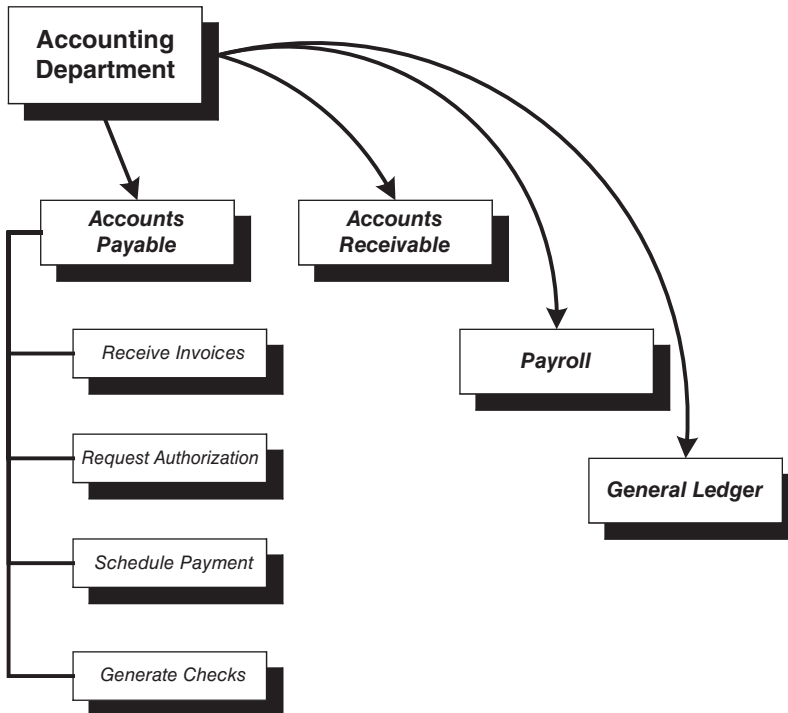 Accounting
Department
Accounts
Payable
Accounts
Receivable
Receive Invoices
Payroll
Request Authorization
General Ledger
Schedule Payment
Generate Checks